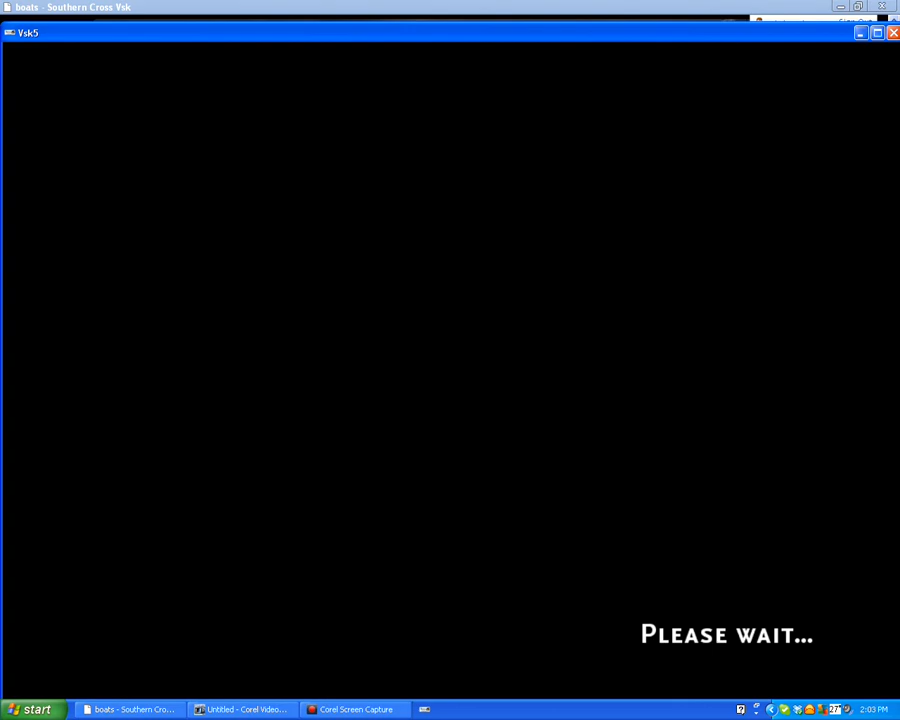 boats - Southern Cross Vsk
Vsk5
Please wait...
start
boats - Southern Cro...
Untitled - Corel Video...
Corel Screen Capture
27°
2:03 PM